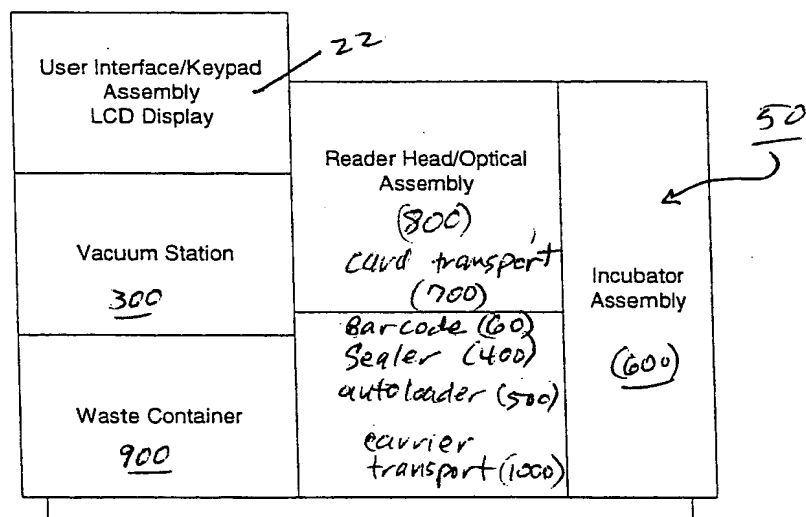 User Interface/Keypad
Assembly
LCD Display
22
Vacuum Station
300
Waste Container
900
Reader Head/Optical
Assembly
(800)
card transport
(700)
Barcode (60)
Sealer (400)
autoloader (500)
carrier
transport (1000)
50
Incubator
Assembly
(600)